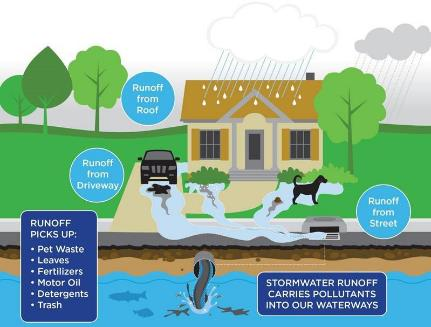 Runoff
from
Roof
Runoff
from
Driveway
Runoff
from
Street
RUNOFF
PICKS UP:
• Pet Waste
• Leaves
• Fertilizers
• Motor Oil
• Detergents
• Trash
STORMWATER RUNOFF
CARRIES POLLUTANTS
INTO OUR WATERWAYS